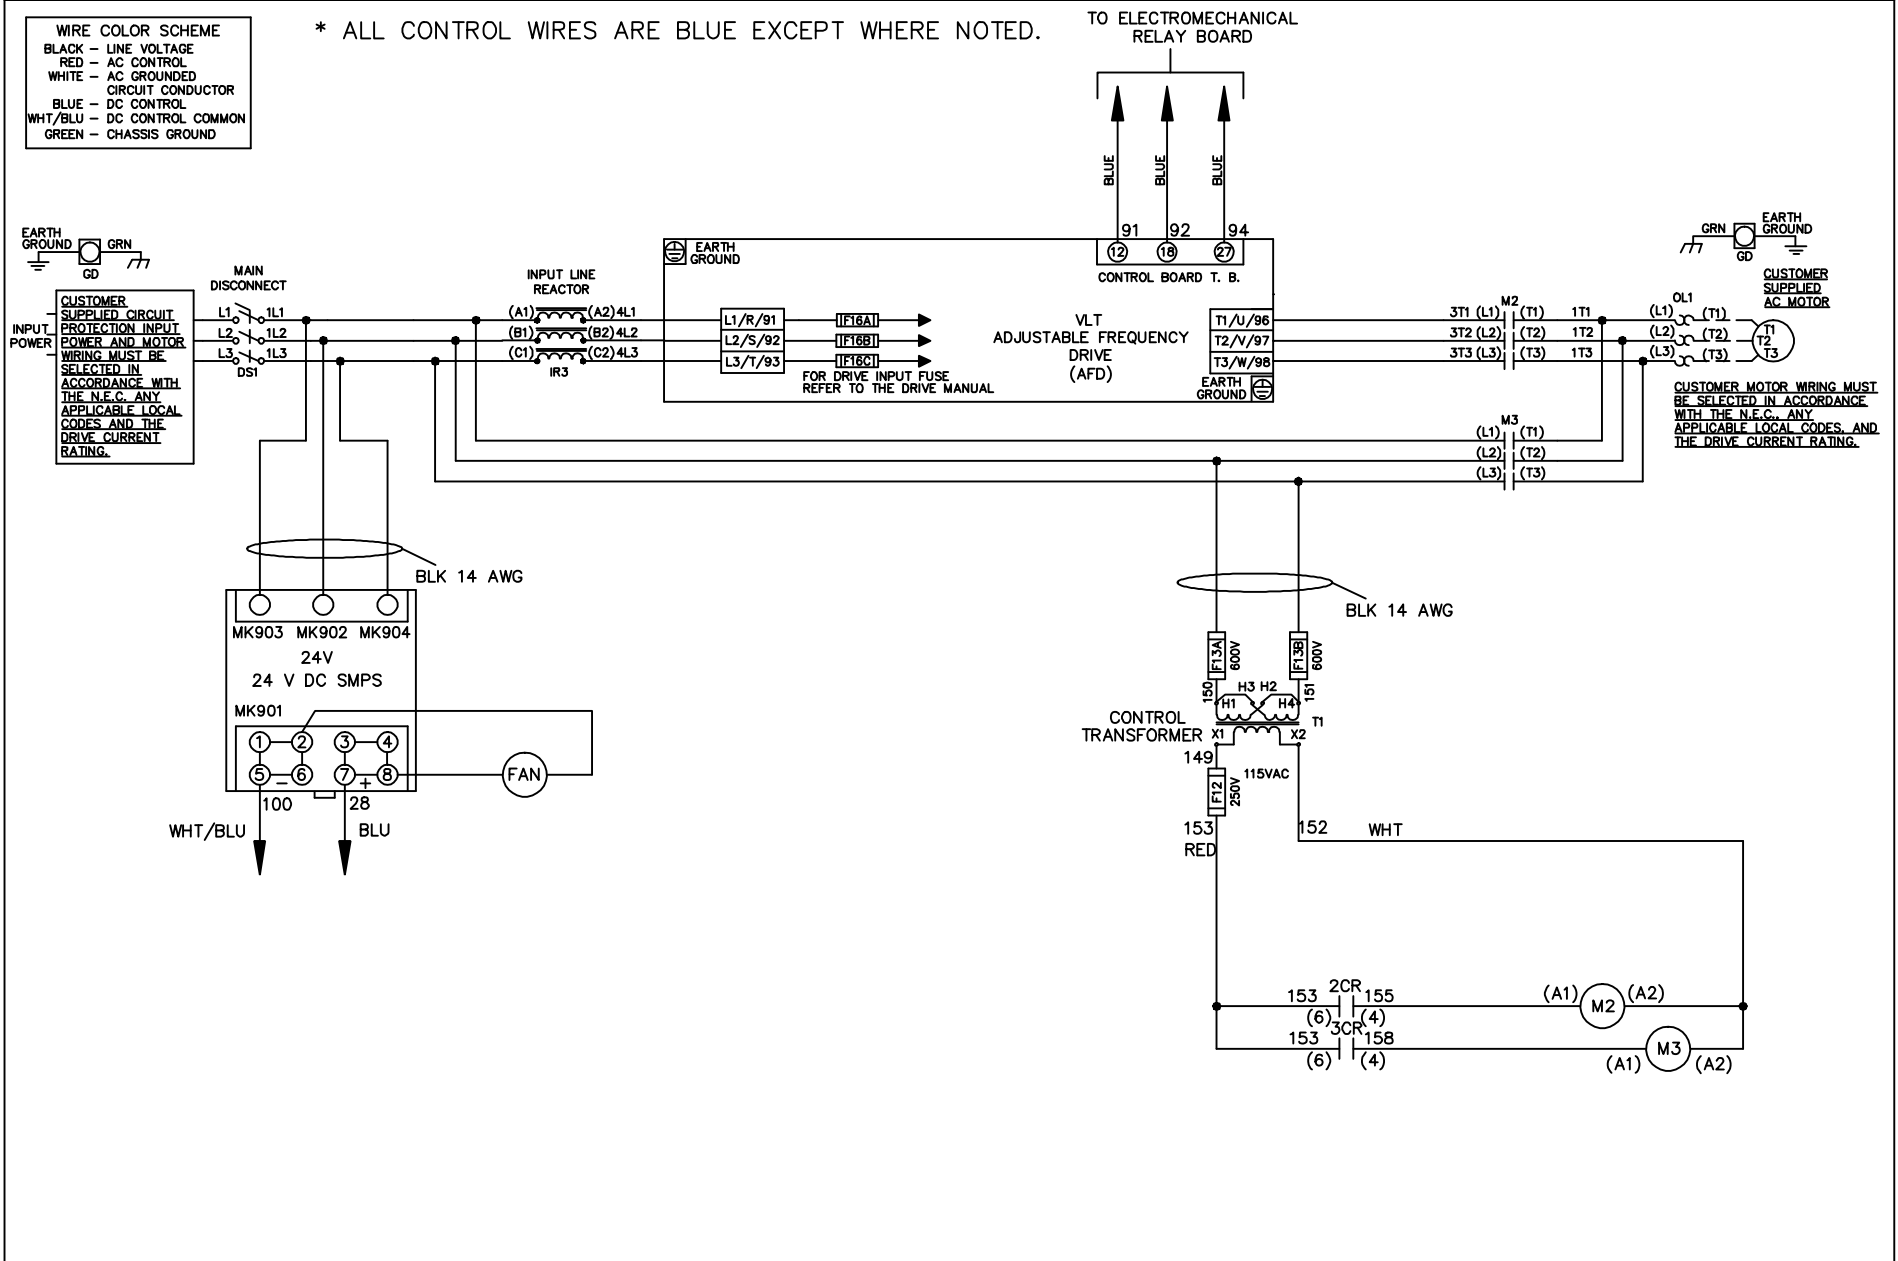 WIRE COLOR SCHEME
BLACK – LINE VOLTAGE
RED – AC CONTROL
WHITE – AC GROUNDED
CIRCUIT CONDUCTOR
BLUE – DC CONTROL
WHT/BLU – DC CONTROL COMMON
GREEN – CHASSIS GROUND
* ALL CONTROL WIRES ARE BLUE EXCEPT WHERE NOTED.
TO ELECTROMECHANICAL
RELAY BOARD
BLUE
BLUE
BLUE
91 92 94
12 18 27
CONTROL BOARD T. B.
EARTH
GROUND
GRN
GD
MAIN
DISCONNECT
L1 1L1
L2 1L2
L3 1L3
DS1
INPUT
POWER
CUSTOMER
SUPPLIED CIRCUIT
PROTECTION INPUT
POWER AND MOTOR
WIRING MUST BE
SELECTED IN
ACCORDANCE WITH
THE N.E.C. ANY
APPLICABLE LOCAL
CODES AND THE
DRIVE CURRENT
RATING.
INPUT LINE
REACTOR
(A1) (A2) 4L1
(B1) (B2) 4L2
(C1) (C2) 4L3
IR3
EARTH
GROUND
L1/R/91
L2/S/92
L3/T/93
F16A
F16B
F16C
FOR DRIVE INPUT FUSE
REFER TO THE DRIVE MANUAL
VLT
ADJUSTABLE FREQUENCY
DRIVE
(AFD)
T1/U/96
T2/V/97
T3/W/98
EARTH
GROUND
M2
3T1 (L1) (T1) 1T1
3T2 (L2) (T2) 1T2
3T3 (L3) (T3) 1T3
OL1
(L1) (T1)
(L2) (T2)
(L3) (T3)
T1
T2
T3
GRN
GD
EARTH
GROUND
CUSTOMER
SUPPLIED
AC MOTOR
CUSTOMER MOTOR WIRING MUST
BE SELECTED IN ACCORDANCE
WITH THE N.E.C., ANY
APPLICABLE LOCAL CODES, AND
THE DRIVE CURRENT RATING.
M3
(L1) (T1)
(L2) (T2)
(L3) (T3)
BLK 14 AWG
MK903 MK902 MK904
24V
24 V DC SMPS
MK901
1 2 3 4
5 – 6 7 + 8
FAN
100 28
WHT/BLU BLU
BLK 14 AWG
F13A
600V
F13B
600V
150
151
H3 H2
H1 H4
T1
CONTROL
TRANSFORMER
X1 X2
149
115VAC
F12
250V
153
RED
152 WHT
2CR
153 155
(6) (4)
(A1) M2 (A2)
3CR
153 158
(6) (4)
(A1) M3 (A2)